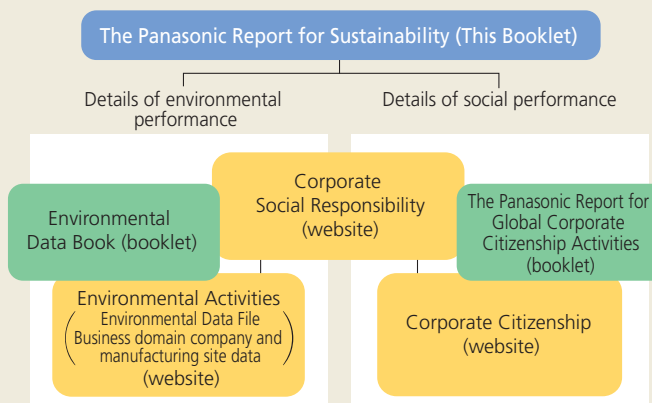 The Panasonic Report for Sustainability (This Booklet)
Details of environmental
performance
Details of social performance
Corporate
Social Responsibility
(website)
Environmental
Data Book (booklet)
The Panasonic Report for
Global Corporate
Citizenship Activities
(booklet)
Environmental Activities
(Environmental Data File
Business domain company and
manufacturing site data)
(website)
Corporate Citizenship
(website)